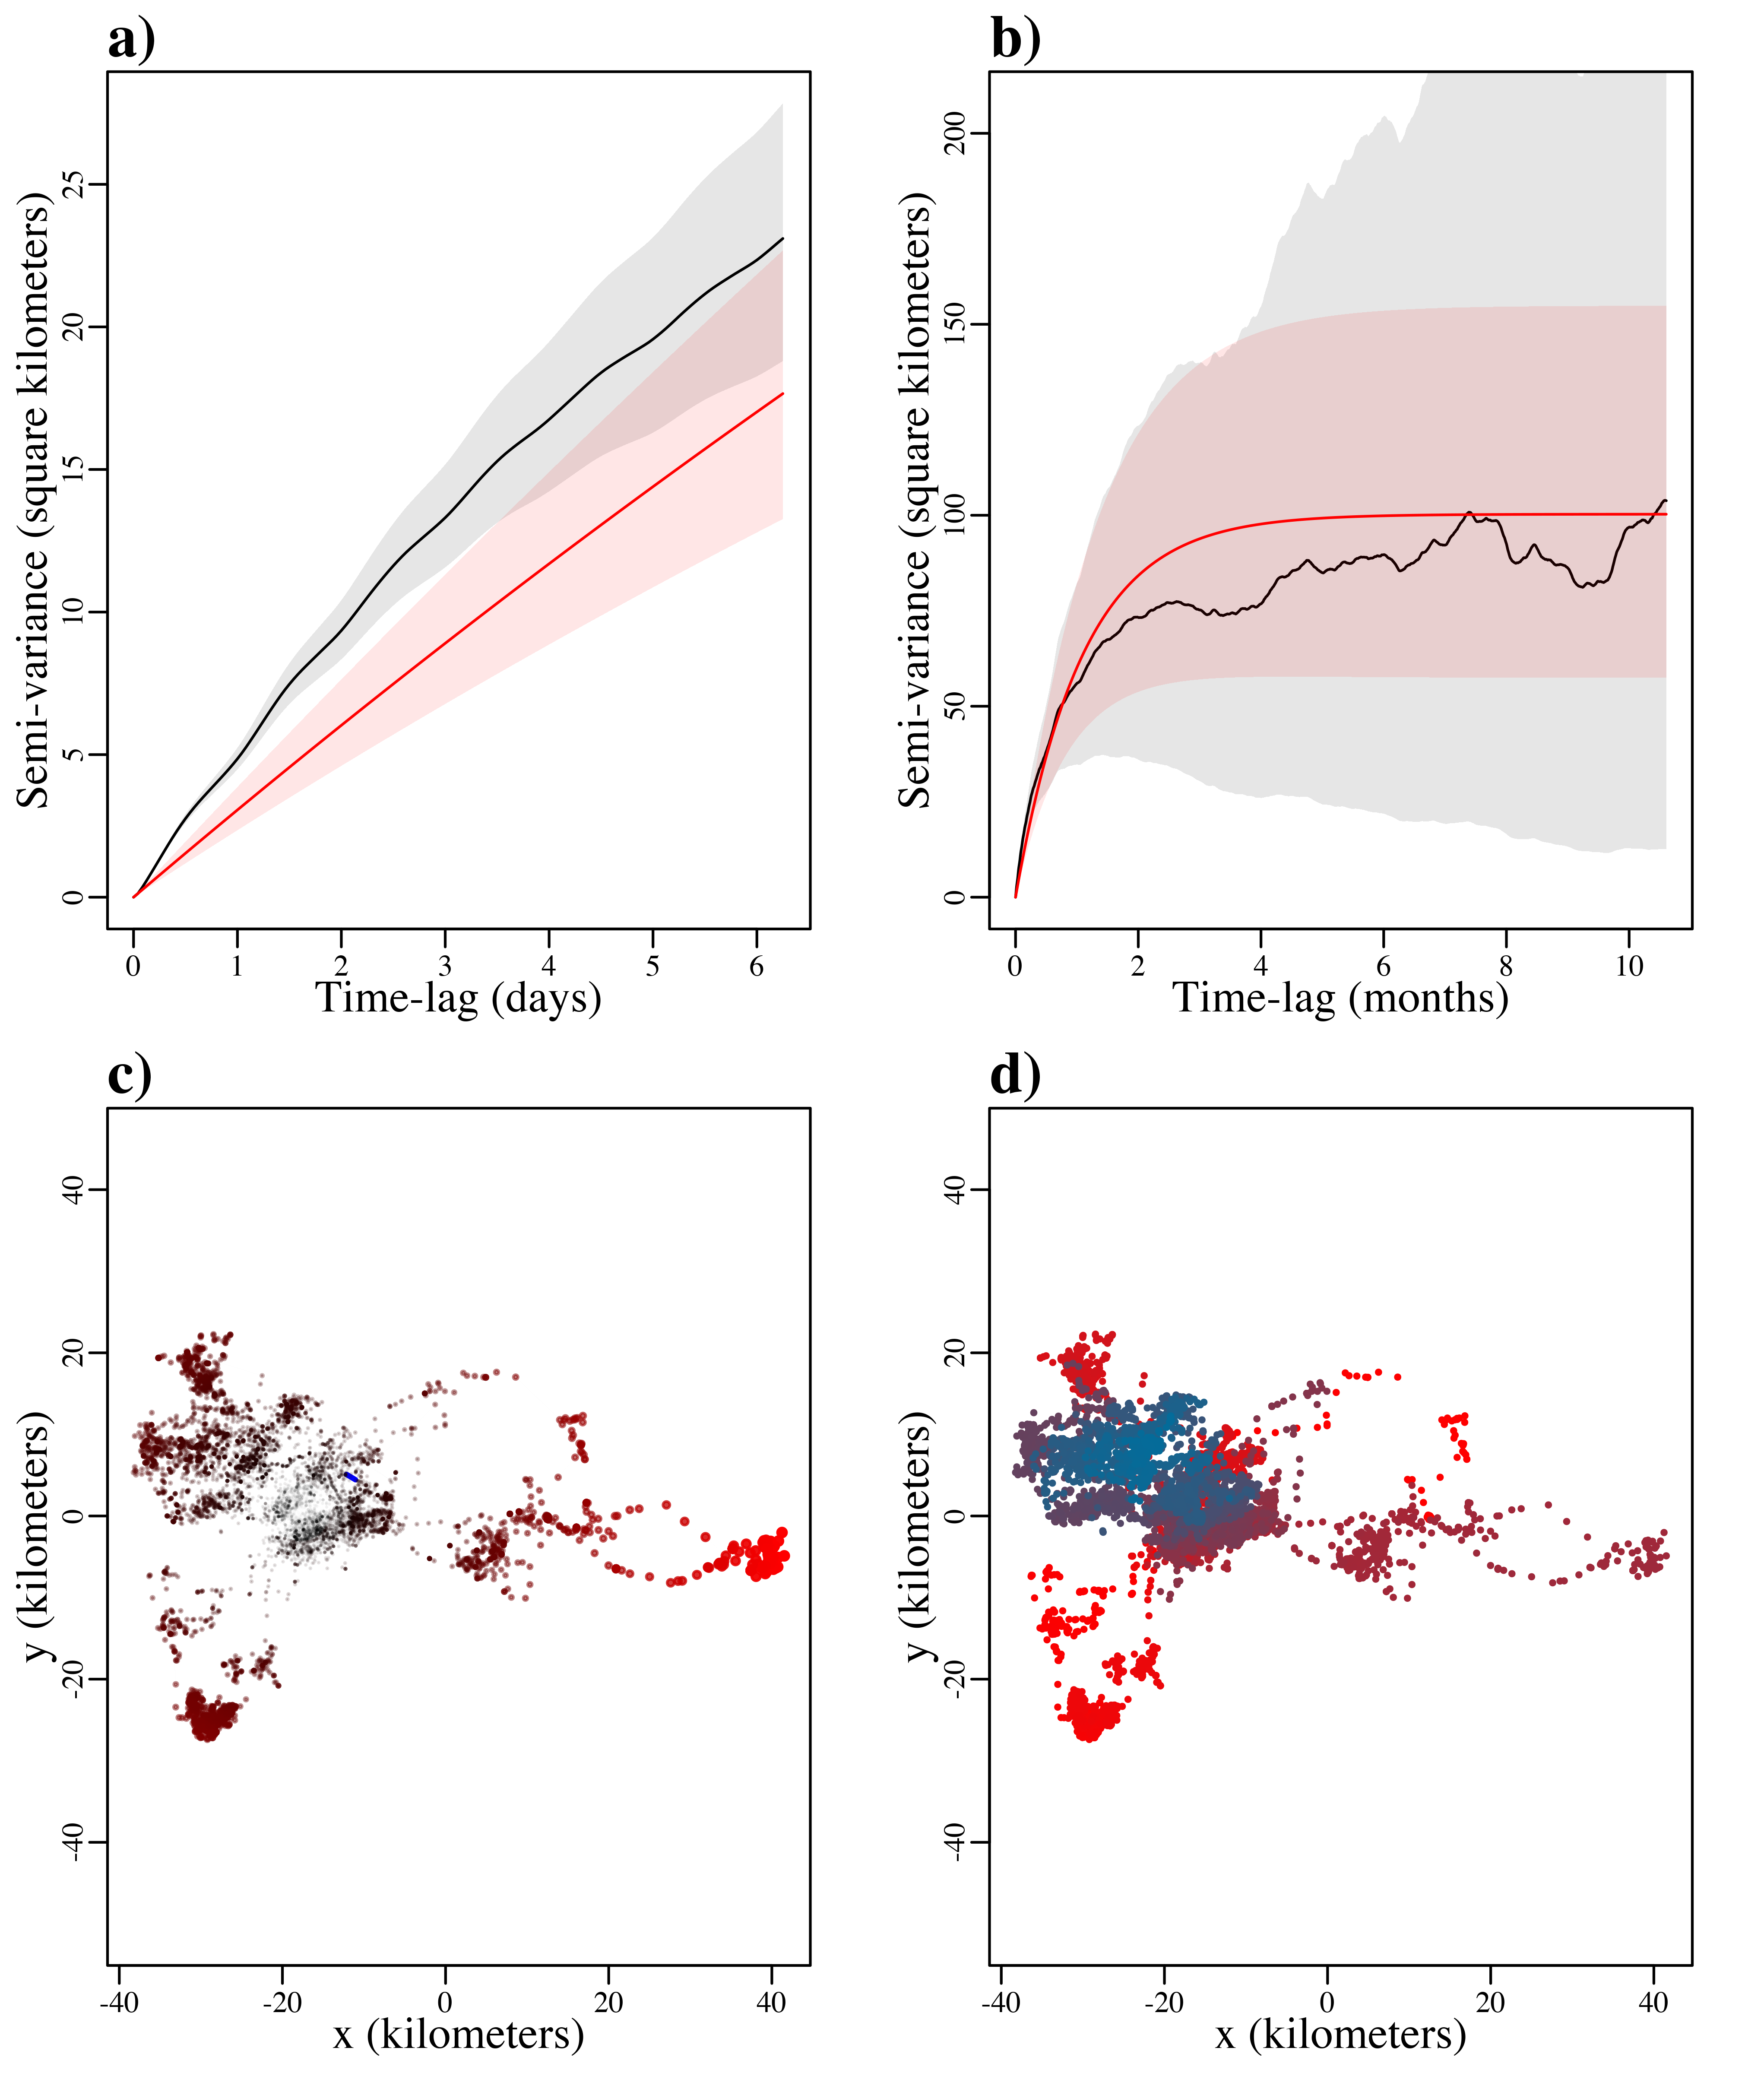 a)
Semi-variance (square kilometers)
0 5 10 15 20 25
0 1 2 3 4 5 6
Time-lag (days)
b)
Semi-variance (square kilometers)
0 50 100 150 200
0 2 4 6 8 10
Time-lag (months)
c)
y (kilometers)
-40 -20 0 20 40
-40 -20 0 20 40
x (kilometers)
d)
y (kilometers)
-40 -20 0 20 40
-40 -20 0 20 40
x (kilometers)